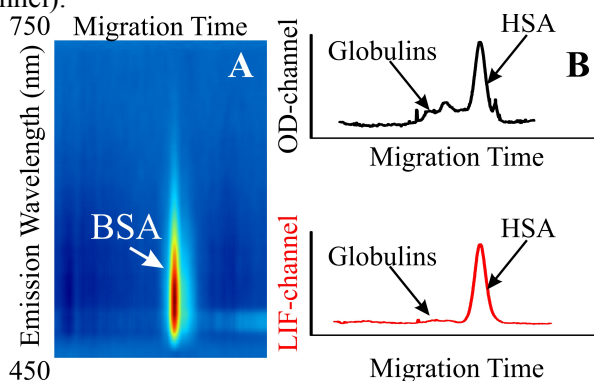 nner).
750
Migration Time
Emission Wavelength (nm)
450
A
BSA
OD-channel
Globulins
HSA
B
Migration Time
LIF-channel
Globulins
HSA
Migration Time